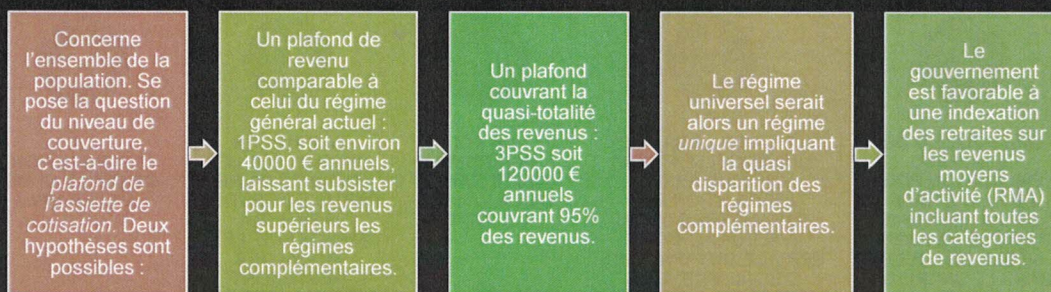 Concerne
l'ensemble de la
population. Se
pose la question
du niveau de
couverture,
c'est-à-dire le
plafond de
l'assiette de
cotisation. Deux
hypothèses sont
possibles :
Un plafond de
revenu
comparable à
celui du régime
général actuel :
1PSS, soit environ
40000 € annuels,
laissant subsister
pour les revenus
supérieurs les
régimes
complémentaires.
Un plafond
couvrant la
quasi-totalité
des revenus :
3PSS soit
120000 €
annuels
couvrant 95%
des revenus.
Le régime
universel serait
alors un régime
unique impliquant
la quasi
disparition des
régimes
complémentaires.
Le
gouvernement
est favorable à
une indexation
des retraites sur
les revenus
moyens
d'activité (RMA)
incluant toutes
les catégories
de revenus.